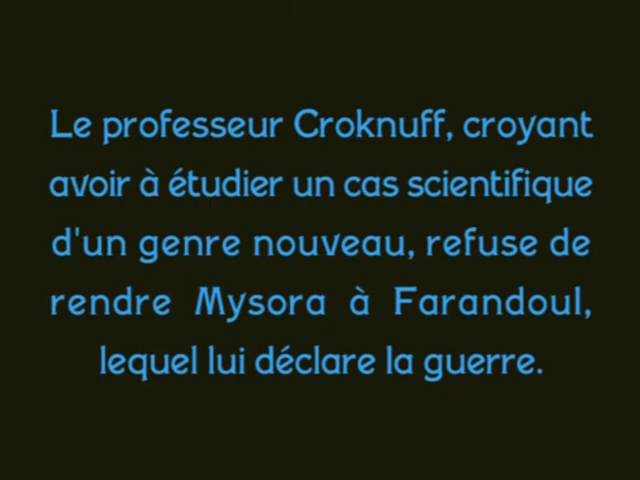 Le professeur Croknuff, croyant
avoir à étudier un cas scientifique
d'un genre nouveau, refuse de
rendre Mysora à Farandoul,
lequel lui déclare la guerre.